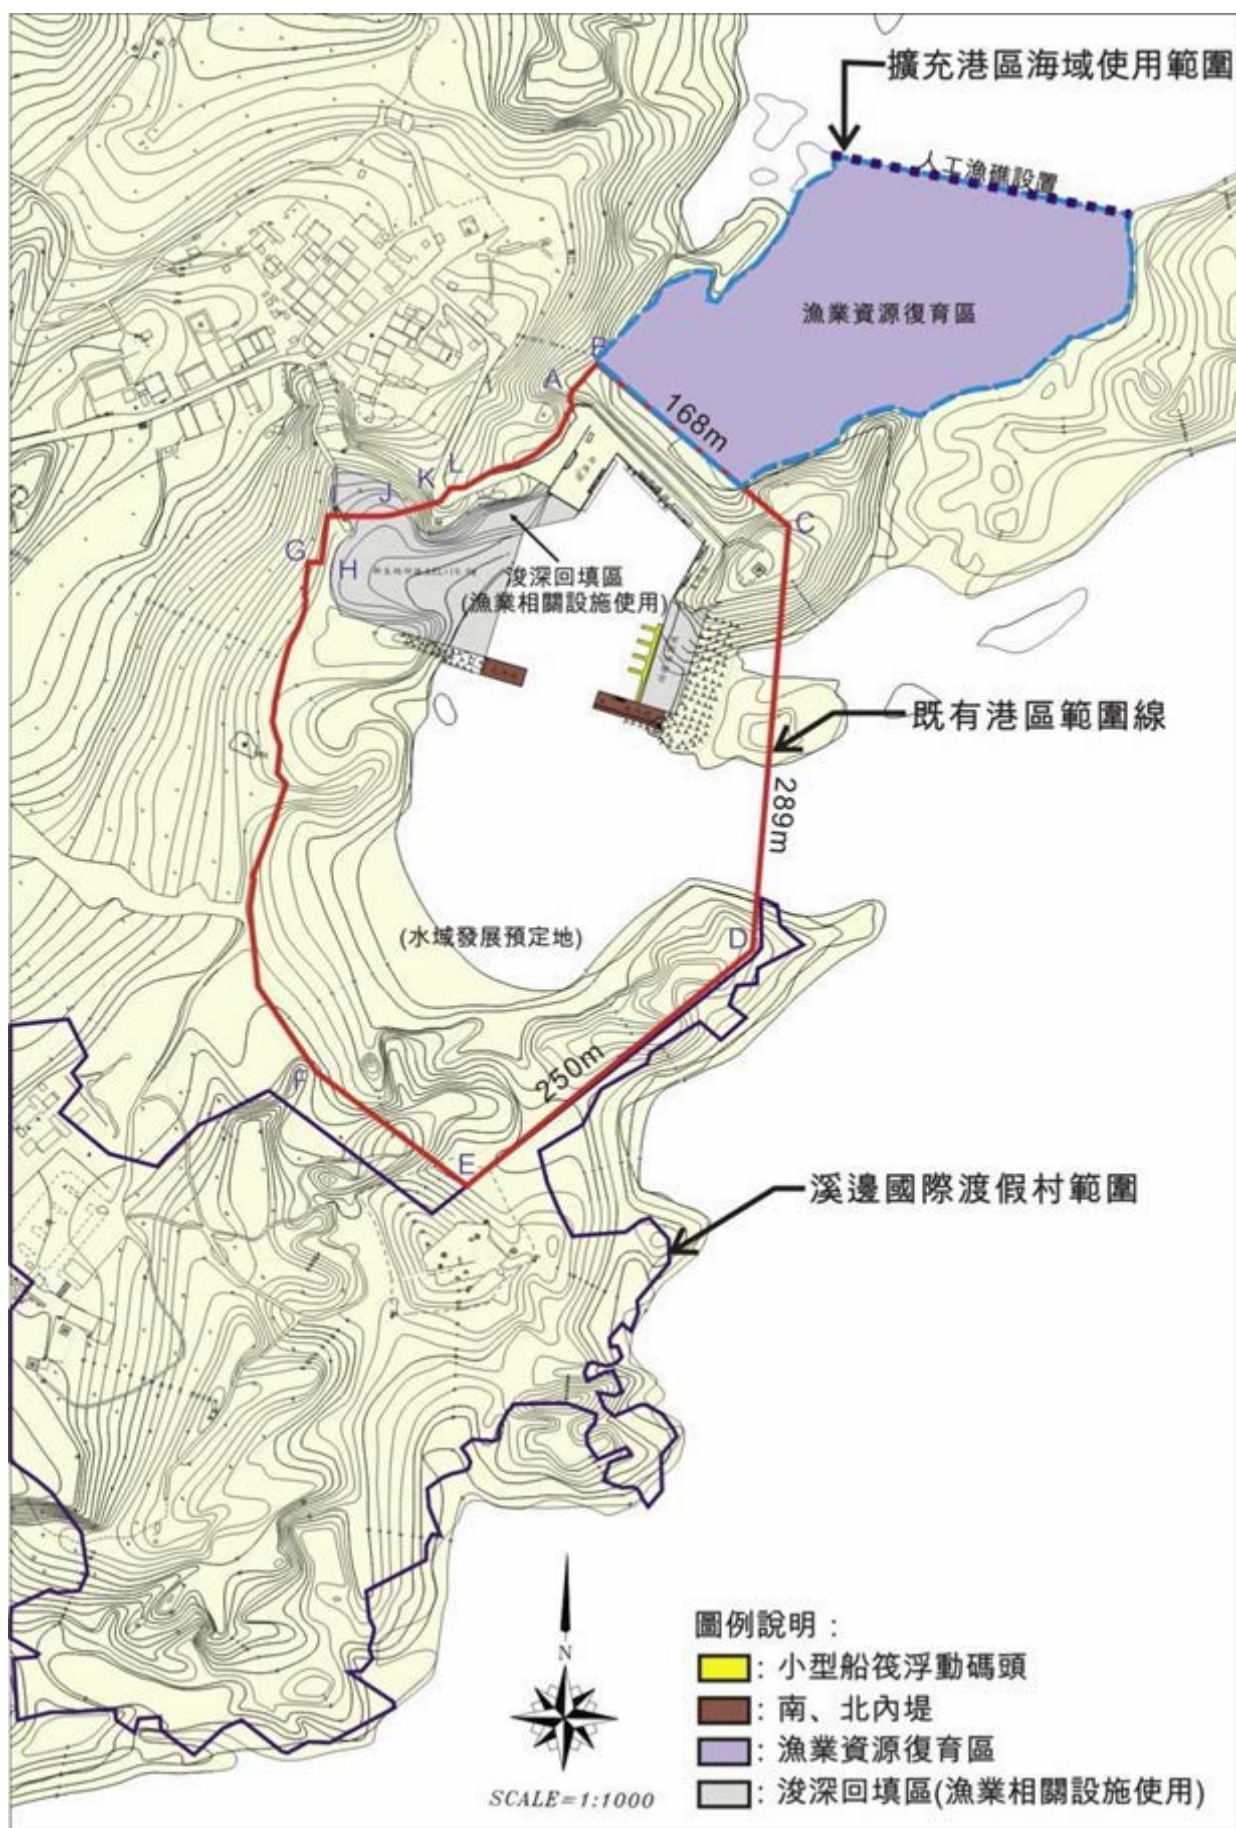 擴充港區海域使用範圍
人工漁礁設置
漁業資源復育區
B
A
168m
L
K
J
C
G
H
浚深回填區
(漁業相關設施使用)
既有港區範圍線
289m
(水域發展預定地)
D
250m
F
E
溪邊國際渡假村範圍
N
SCALE=1:1000
圖例說明：
：小型船筏浮動碼頭
：南、北內堤
：漁業資源復育區
：浚深回填區(漁業相關設施使用)